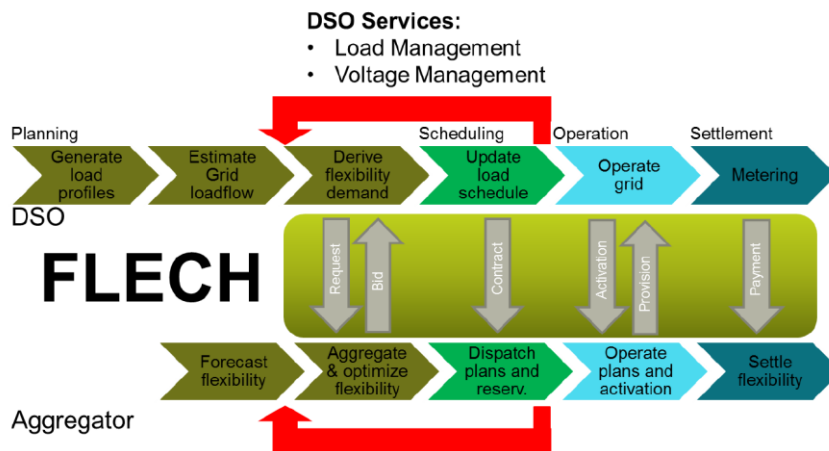 DSO Services:
• Load Management
• Voltage Management
Planning
Scheduling
Operation
Settlement
Generate
load
profiles
Estimate
Grid
loadflow
Derive
flexibility
demand
Update
load
schedule
Operate
grid
Metering
DSO
FLECH
Request
Bid
Contract
Activation
Provision
Payment
Forecast
flexibility
Aggregate
& optimize
flexibility
Dispatch
plans and
reserv.
Operate
plans and
activation
Settle
flexibility
Aggregator